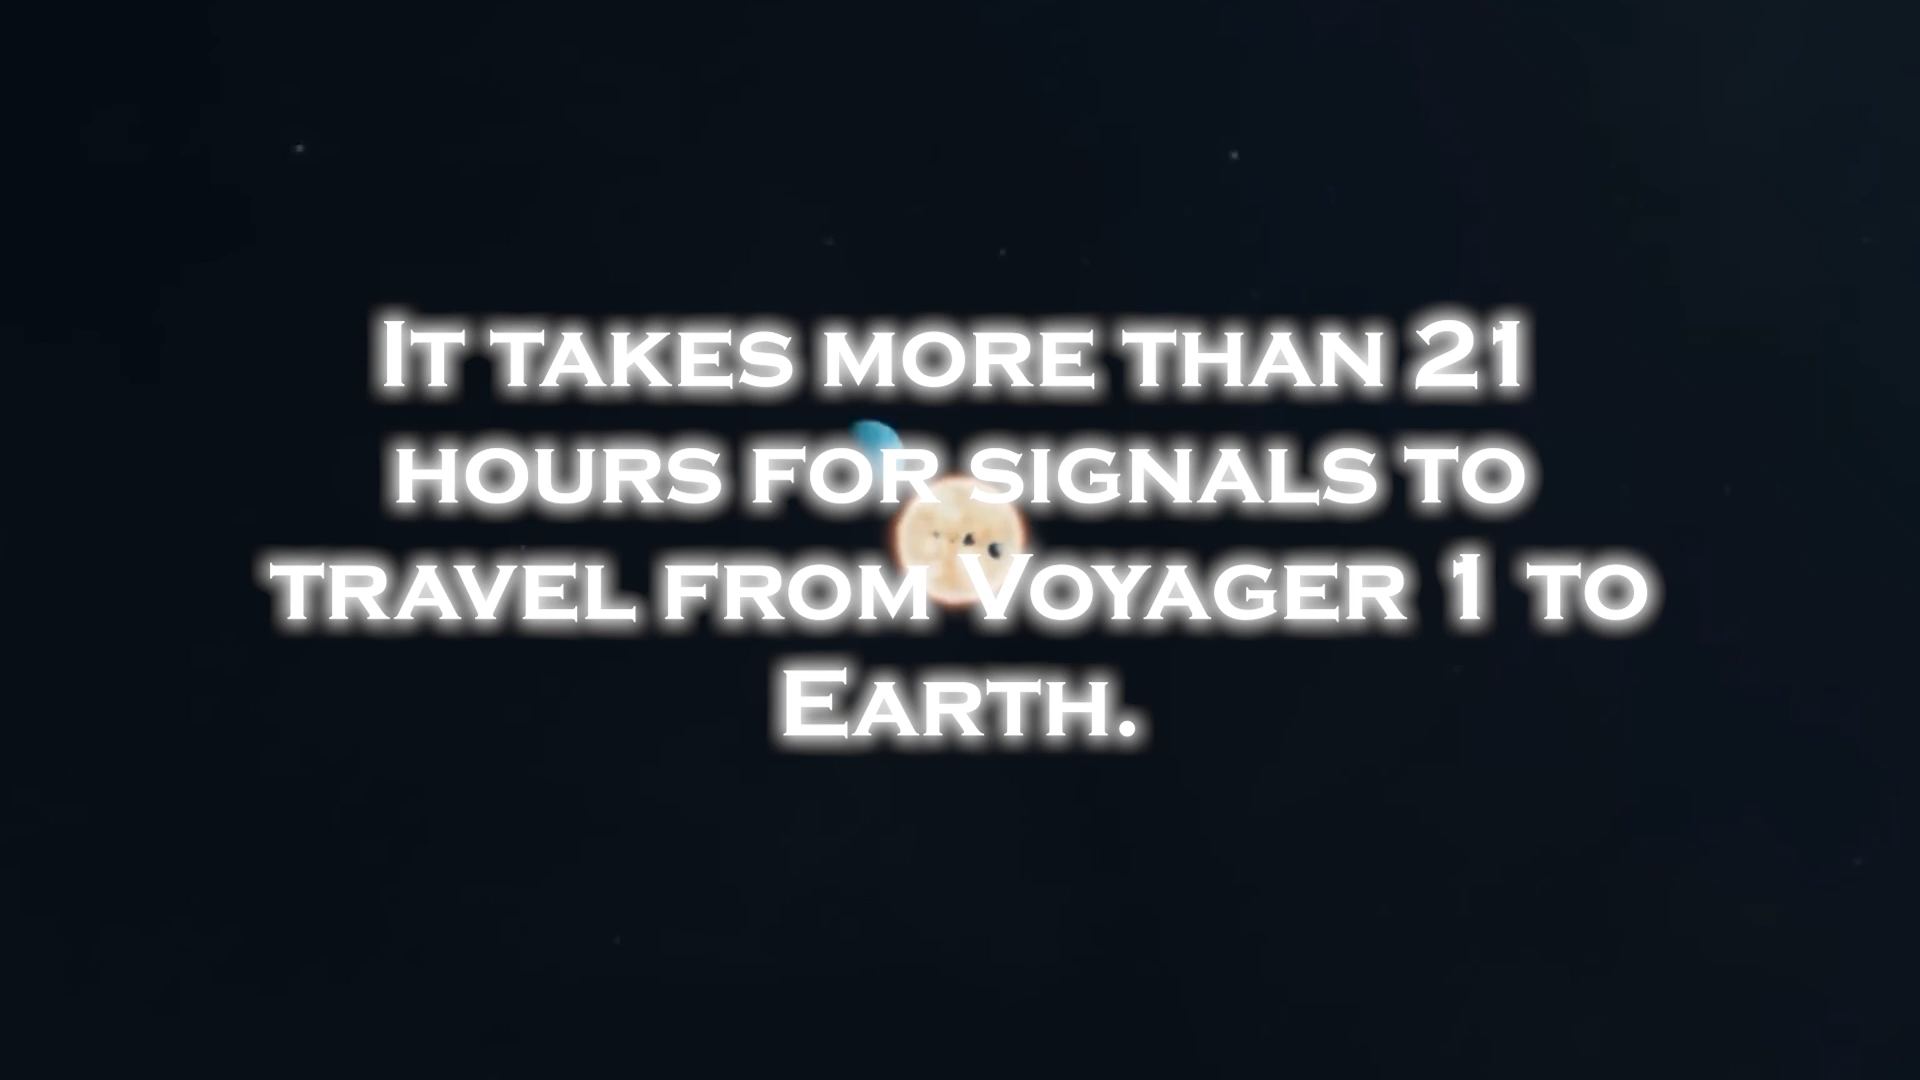 It takes more than 21
hours for signals to
travel from Voyager 1 to
Earth.